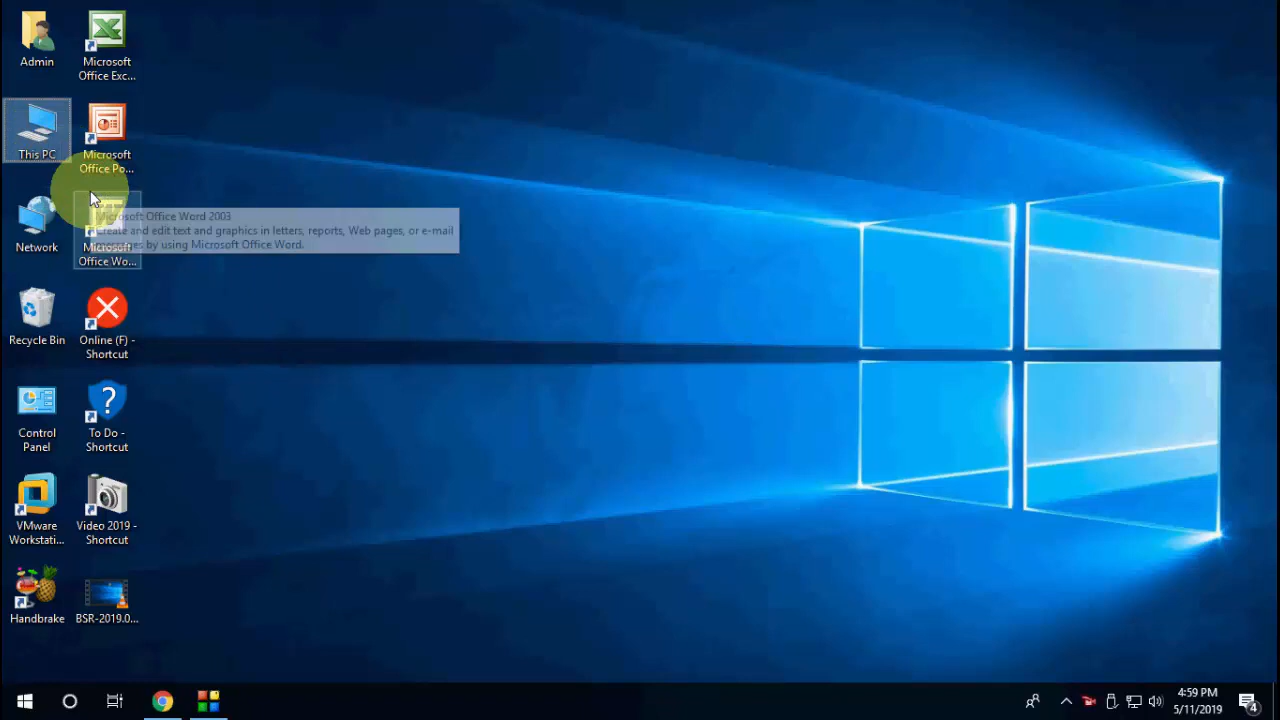 Admin
Microsoft
Office Exc...
This PC
Microsoft
Office Po...
Network
Microsoft
Office Wo...
Microsoft Office Word 2003
Create and edit text and graphics in letters, reports, Web pages, or e-mail
by using Microsoft Office Word.
Recycle Bin
Online (F) -
Shortcut
Control
Panel
To Do -
Shortcut
VMware
Workstati...
Video 2019 -
Shortcut
Handbrake
BSR-2019.0...
4:59 PM
5/11/2019
4